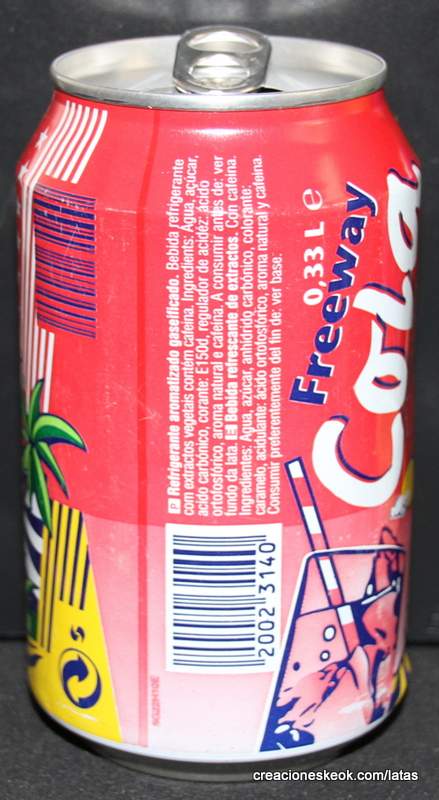 P Refrigerante aromatizado gaseificado. Bebida refrigerante
com extractos vegetais contém cafeína. Ingredients: Água, açúcar,
ácido carbónico, corante: E150d, regulador de acidez: ácido
ortofosfórico, aroma natural e cafeína. A consumir antes de: ver
fundo da lata. E Bebida refrescante de extractos. Con cafeína.
Ingredientes: Agua, azúcar, anhídrido carbónico, colorante:
caramelo, acidulante: ácido ortofosfórico, aroma natural y cafeína.
Consumir preferentemente del fin de: ver base.
0,33 L e
Freeway
Cola
2002 3140
S
creacioneskeok.com/latas